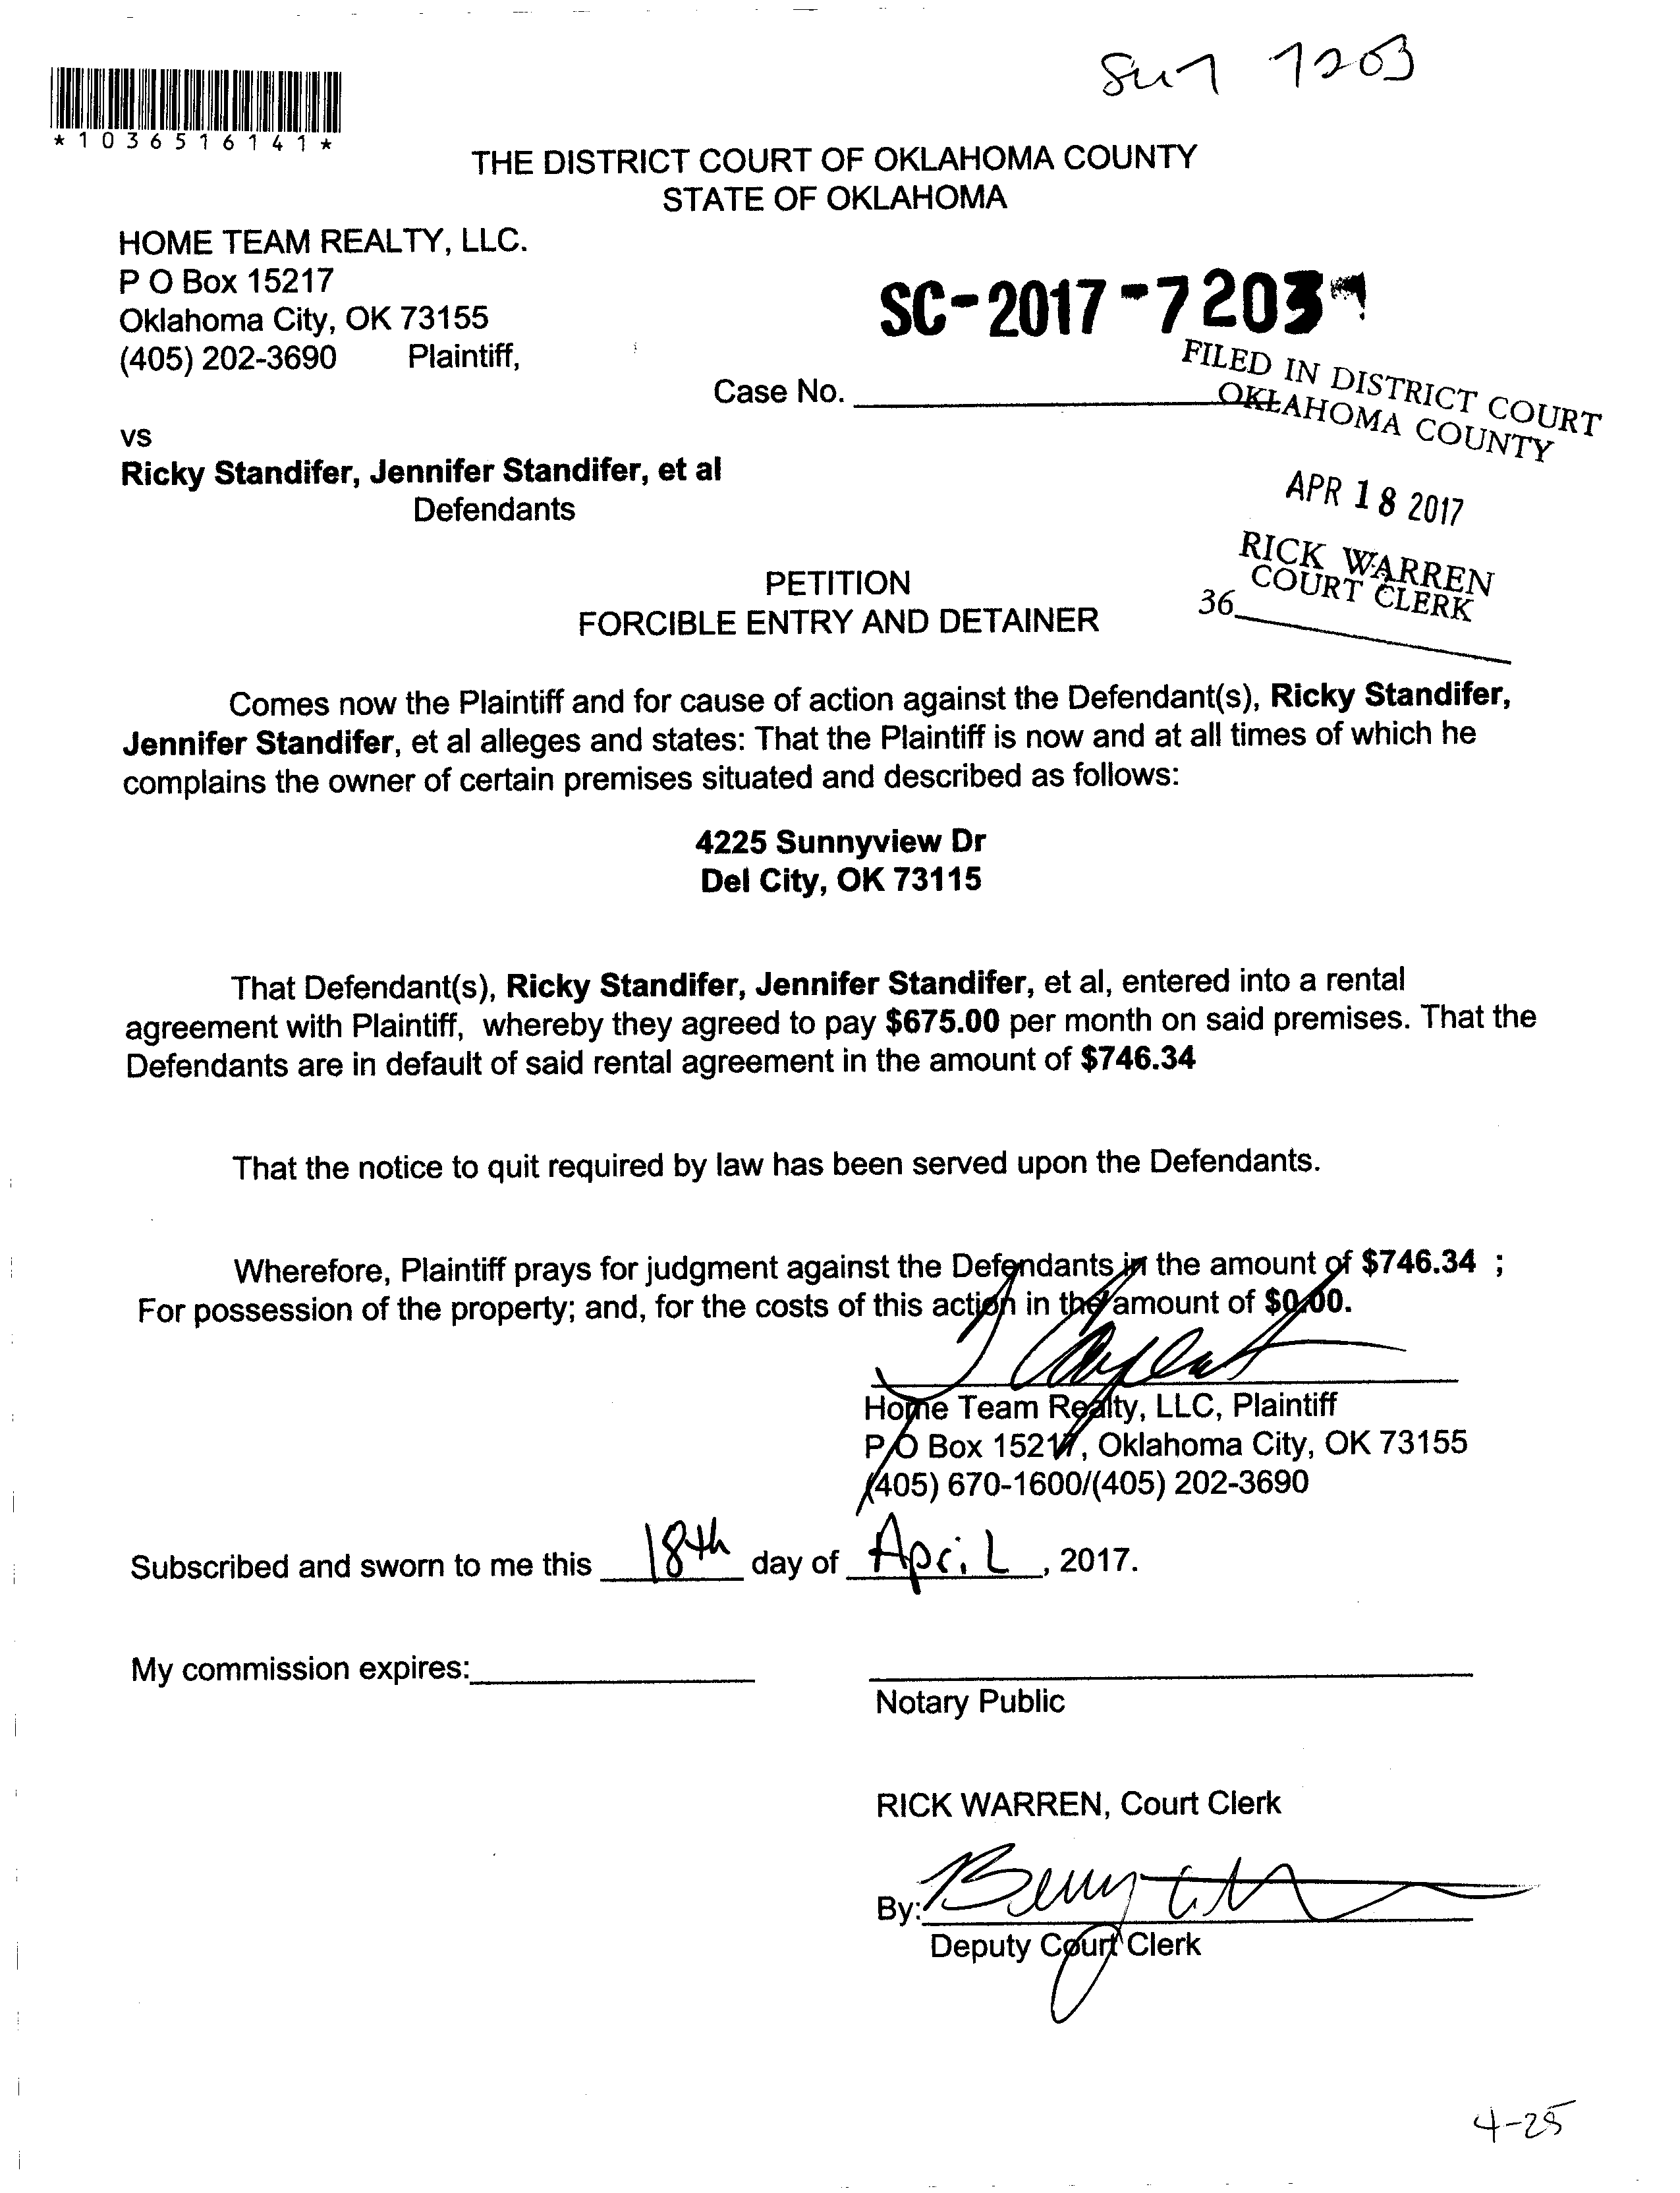 7203
*1036516141*
THE DISTRICT COURT OF OKLAHOMA COUNTY
STATE OF OKLAHOMA
HOME TEAM REALTY, LLC.
P O Box 15217
Oklahoma City, OK 73155
(405) 202-3690 Plaintiff,
SC-2017-7203
Case No.
FILED IN DISTRICT COURT
OKLAHOMA COUNTY
vs
Ricky Standifer, Jennifer Standifer, et al
Defendants
APR 18 2017
RICK WARREN
COURT CLERK
36
PETITION
FORCIBLE ENTRY AND DETAINER
Comes now the Plaintiff and for cause of action against the Defendant(s), Ricky Standifer,
Jennifer Standifer, et al alleges and states: That the Plaintiff is now and at all times of which he
complains the owner of certain premises situated and described as follows:
4225 Sunnyview Dr
Del City, OK 73115
That Defendant(s), Ricky Standifer, Jennifer Standifer, et al, entered into a rental
agreement with Plaintiff, whereby they agreed to pay $675.00 per month on said premises. That the
Defendants are in default of said rental agreement in the amount of $746.34
That the notice to quit required by law has been served upon the Defendants.
Wherefore, Plaintiff prays for judgment against the Defendants in the amount of $746.34 ;
For possession of the property; and, for the costs of this action in the amount of $0.00.
Home Team Realty, LLC, Plaintiff
P O Box 15217, Oklahoma City, OK 73155
(405) 670-1600/(405) 202-3690
Subscribed and sworn to me this 18th day of April, 2017.
My commission expires:
Notary Public
RICK WARREN, Court Clerk
By:
Deputy Court Clerk
4-25